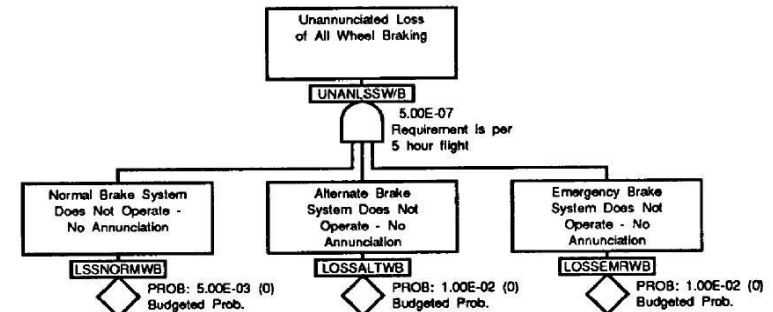 Unannunciated Loss
of All Wheel Braking
UNANLSSW/B
5.00E-07
Requirement is per
5 hour flight
Normal Brake System
Does Not Operate -
No Annunciation
LSSNORMWB
PROB: 5.00E-03 (0)
Budgeted Prob.
Alternate Brake
System Does Not
Operate - No
Annunciation
LOSSALTWB
PROB: 1.00E-02 (0)
Budgeted Prob.
Emergency Brake
System Does Not
Operate - No
Annunciation
LOSSEMRWB
PROB: 1.00E-02 (0)
Budgeted Prob.